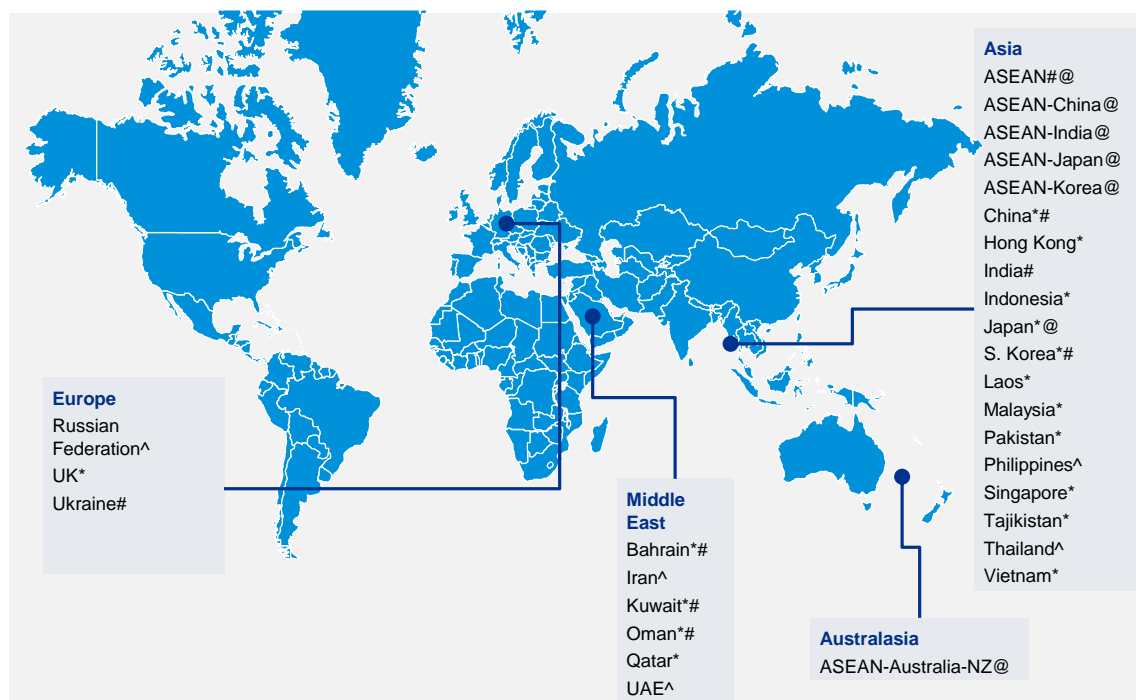 Asia
ASEAN#@
ASEAN-China@
ASEAN-India@
ASEAN-Japan@
ASEAN-Korea@
China*#
Hong Kong*
India#
Indonesia*
Japan*@
S. Korea*#
Laos*
Malaysia*
Pakistan*
Philippines^
Singapore*
Tajikistan*
Thailand^
Vietnam*
Europe
Russian
Federation^
UK*
Ukraine#
Middle
East
Bahrain*#
Iran^
Kuwait*#
Oman*#
Qatar*
UAE^
Australasia
ASEAN-Australia-NZ@